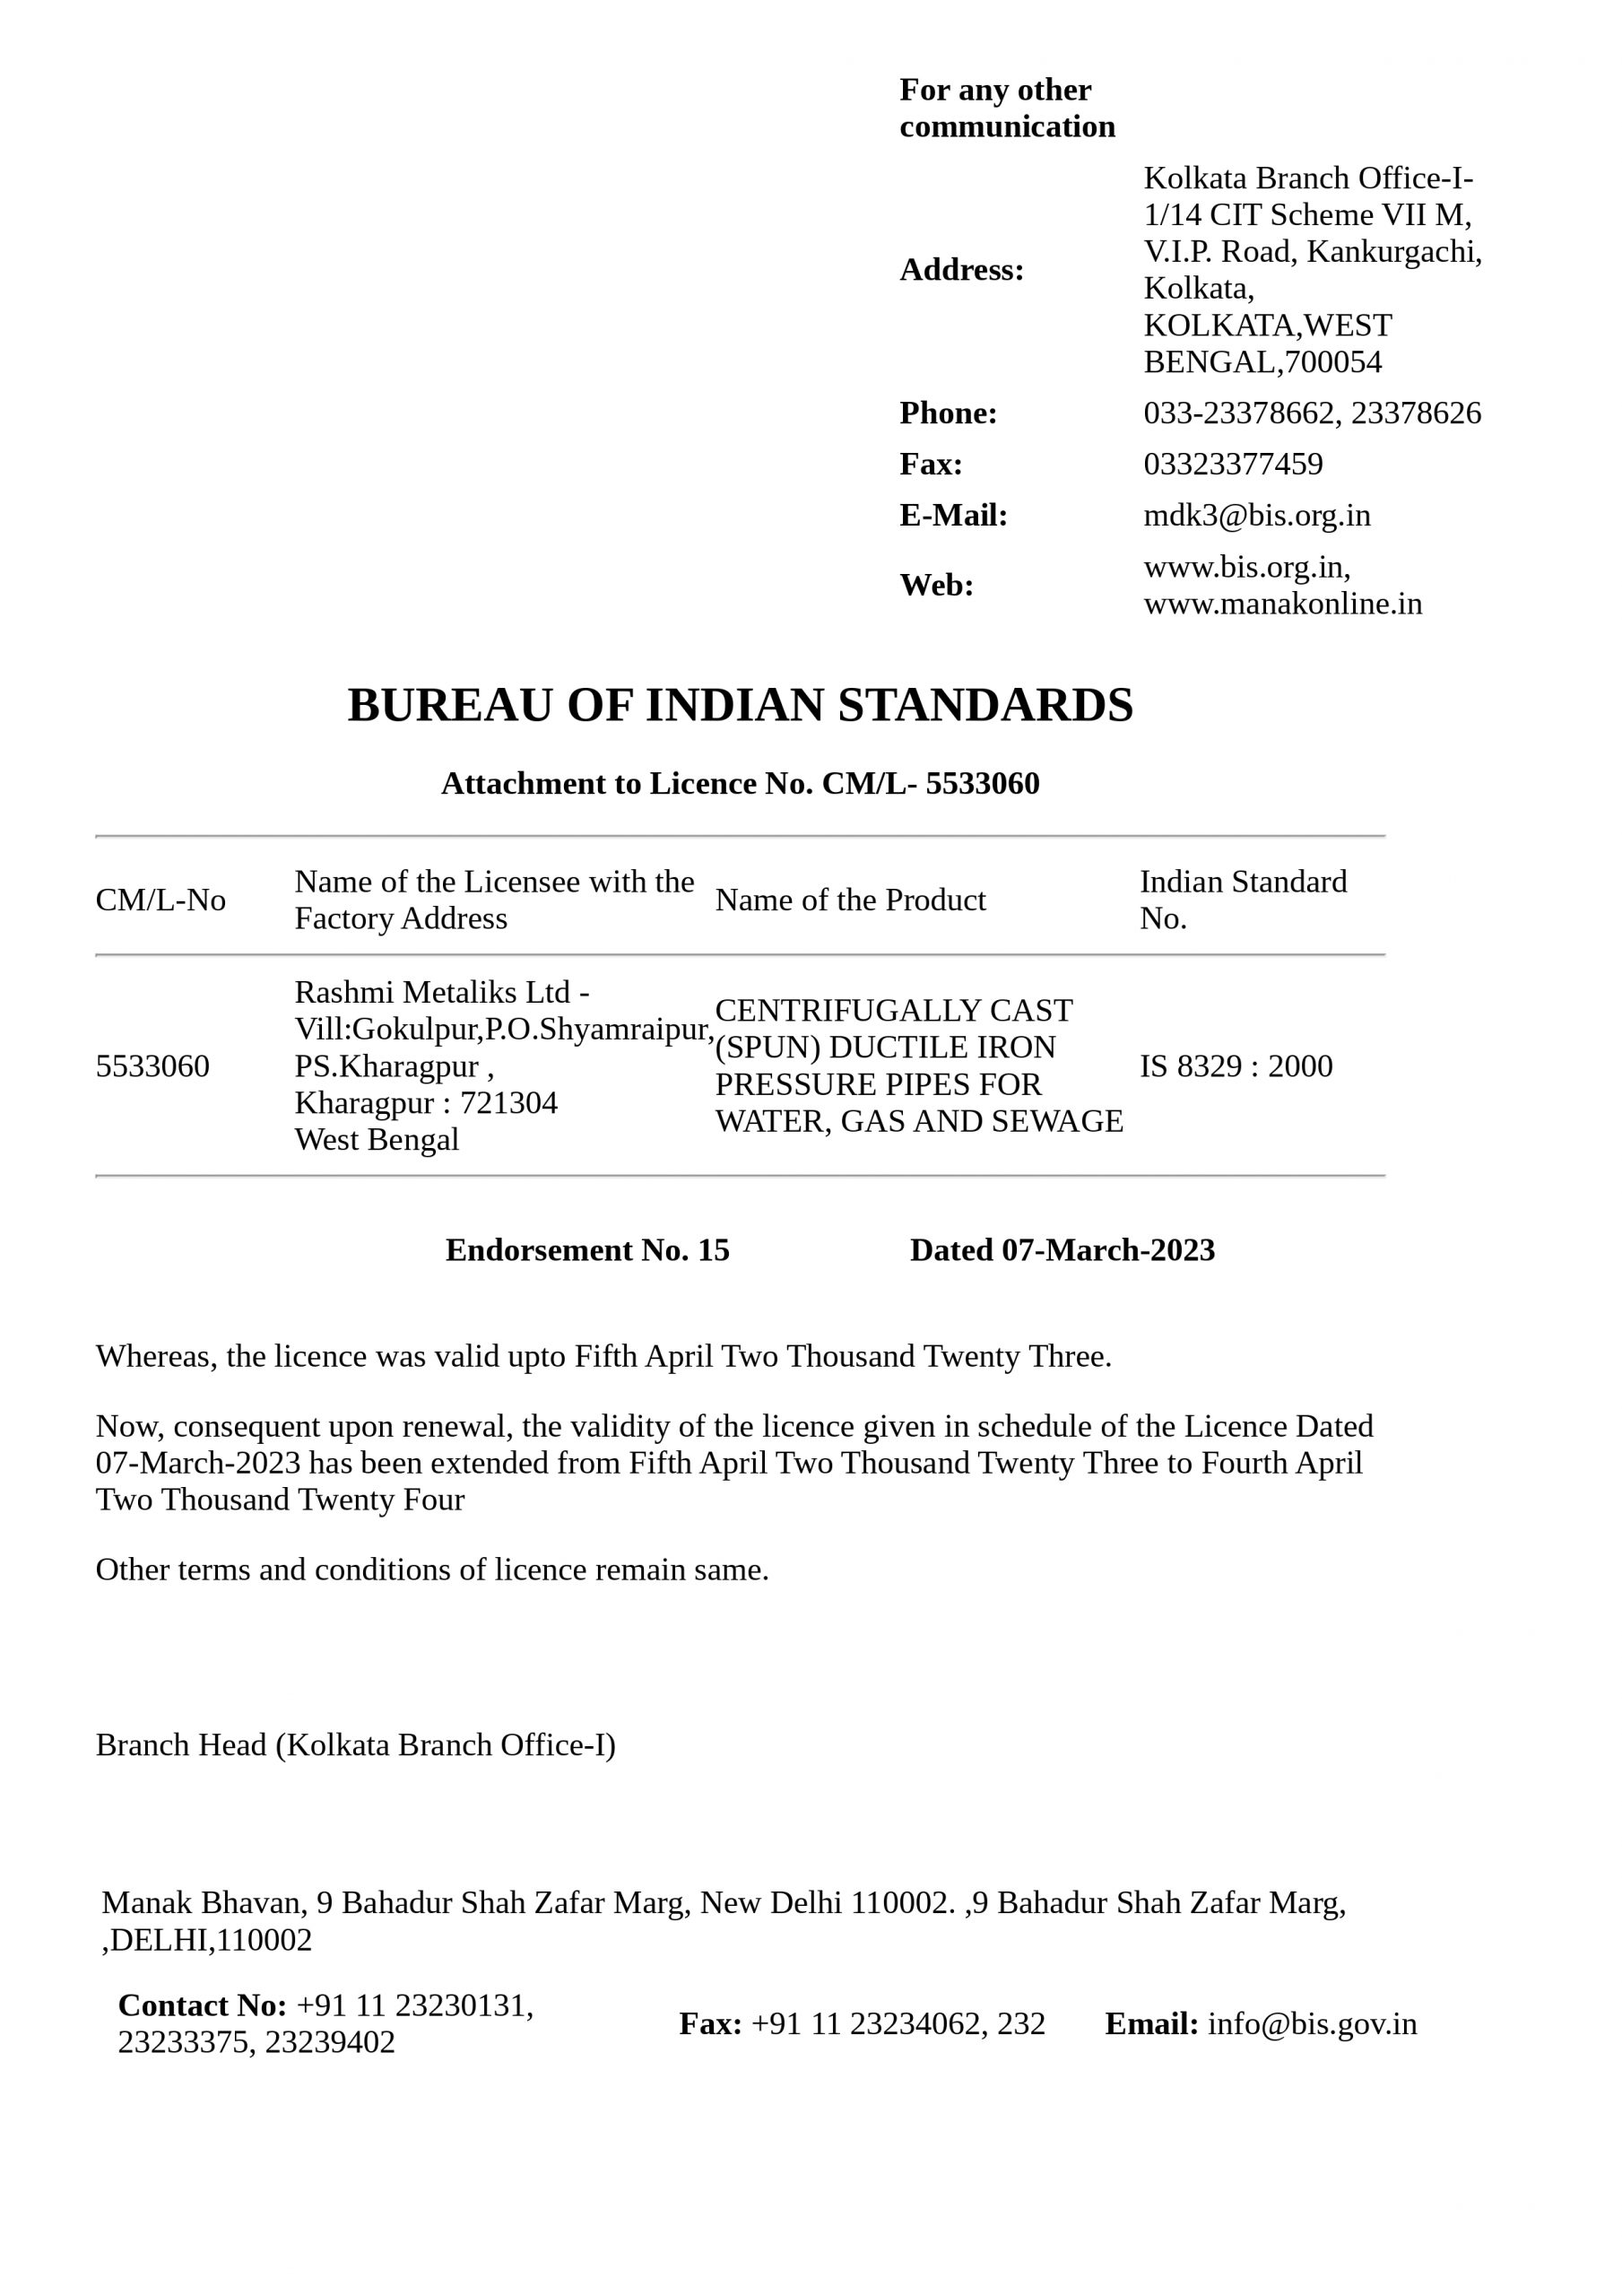 For any other
communication
Address:
Kolkata Branch Office-I-
1/14 CIT Scheme VII M,
V.I.P. Road, Kankurgachi,
Kolkata,
KOLKATA,WEST
BENGAL,700054
Phone: 033-23378662, 23378626
Fax: 03323377459
E-Mail: mdk3@bis.org.in
Web:
www.bis.org.in,
www.manakonline.in
BUREAU OF INDIAN STANDARDS
Attachment to Licence No. CM/L- 5533060
CM/L-No
Name of the Licensee with the
Factory Address
Name of the Product
Indian Standard
No.
5533060
Rashmi Metaliks Ltd -
Vill:Gokulpur,P.O.Shyamraipur,
PS.Kharagpur ,
Kharagpur : 721304
West Bengal
CENTRIFUGALLY CAST
(SPUN) DUCTILE IRON
PRESSURE PIPES FOR
WATER, GAS AND SEWAGE
IS 8329 : 2000
Endorsement No. 15 Dated 07-March-2023
Whereas, the licence was valid upto Fifth April Two Thousand Twenty Three.
Now, consequent upon renewal, the validity of the licence given in schedule of the Licence Dated
07-March-2023 has been extended from Fifth April Two Thousand Twenty Three to Fourth April
Two Thousand Twenty Four
Other terms and conditions of licence remain same.
Branch Head (Kolkata Branch Office-I)
Manak Bhavan, 9 Bahadur Shah Zafar Marg, New Delhi 110002. ,9 Bahadur Shah Zafar Marg,
,DELHI,110002
Contact No: +91 11 23230131,
23233375, 23239402
Fax: +91 11 23234062, 232
Email: info@bis.gov.in